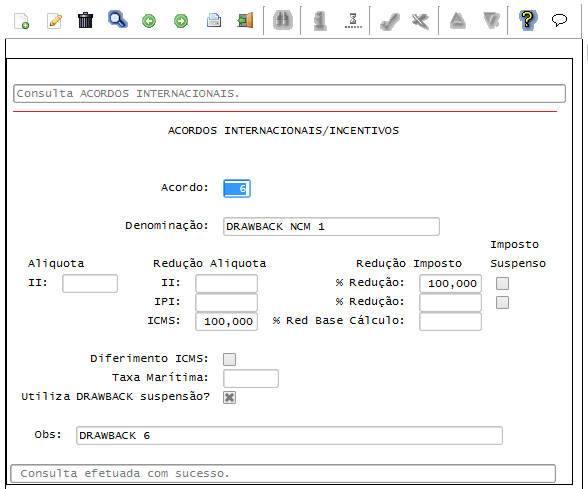 Consulta ACORDOS INTERNACIONAIS.
ACORDOS INTERNACIONAIS/INCENTIVOS
Acordo: 6
Denominação: DRAWBACK NCM 1
Imposto
Aliquota Redução Aliquota Redução Imposto Suspenso
II: II: % Redução: 100,000
IPI: % Redução:
ICMS: 100,000 % Red Base Cálculo:
Diferimento ICMS:
Taxa Marítima:
Utiliza DRAWBACK suspensão?
Obs: DRAWBACK 6
Consulta efetuada com sucesso.